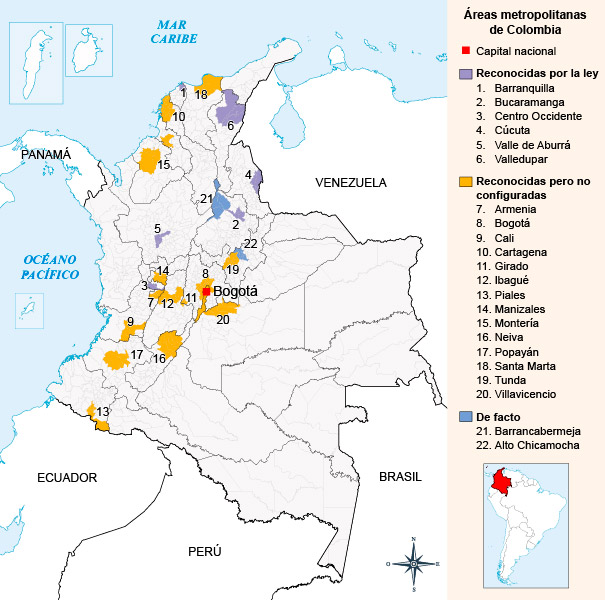 MAR
CARIBE
PANAMÁ
VENEZUELA
OCÉANO
PACÍFICO
Bogotá
ECUADOR
BRASIL
PERÚ
1
18
10
6
15
4
21
2
5
22
19
14
8
3
7
12
11
20
9
17
16
13
N
O
E
S
Áreas metropolitanas
de Colombia
Capital nacional
Reconocidas por la ley
1. Barranquilla
2. Bucaramanga
3. Centro Occidente
4. Cúcuta
5. Valle de Aburrá
6. Valledupar
Reconocidas pero no
configuradas
7. Armenia
8. Bogotá
9. Cali
10. Cartagena
11. Girado
12. Ibagué
13. Piales
14. Manizales
15. Montería
16. Neiva
17. Popayán
18. Santa Marta
19. Tunda
20. Villavicencio
De facto
21. Barrancabermeja
22. Alto Chicamocha